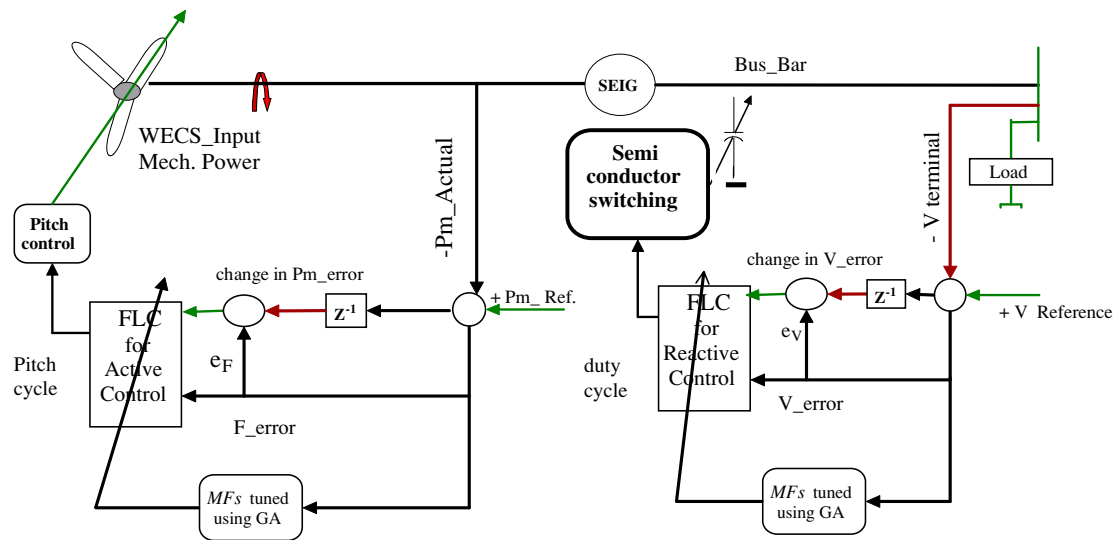 SEIG
Bus_Bar
WECS_Input
Mech. Power
Semi
conductor
switching
Load
Pitch
control
-Pm_Actual
- V terminal
change in Pm_error
+ Pm_ Ref.
change in V_error
+ V Reference
Z-1
Z-1
FLC
for
Active
Control
FLC
for
Reactive
Control
Pitch
cycle
duty
cycle
eF
eV
F_error
V_error
MFs tuned
using GA
MFs tuned
using GA